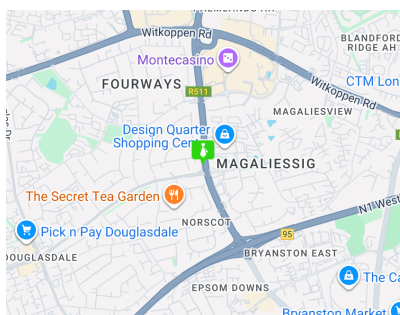 Witkoppen Rd
BLANDFORD
RIDGE AH
Montecasino
CTM Lon
FOURWAYS
R511
Witkoppen Rd
MAGALIESVIEW
Design Quarter
Shopping Cen
MAGALIESSIG
The Secret Tea Garden
N1 West
NORSCOT
95
Pick n Pay Douglasdale
DOUGLASDALE
BRYANSTON EAST
The Ca
EPSOM DOWNS
Bryanston Market